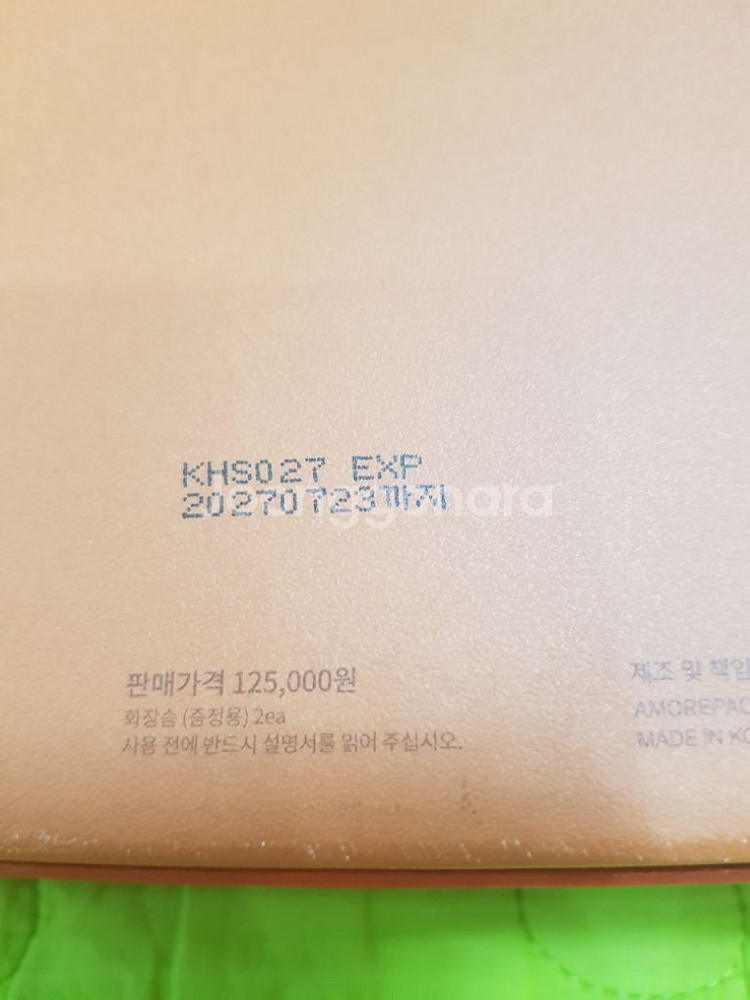 KHS027 EXP
20270723까지
joonggonara
판매가격 125,000원
화장솜 (증정용) 2ea
사용 전에 반드시 설명서를 읽어 주십시오.
제조 및 책임
AMOREPAC
MADE IN KO